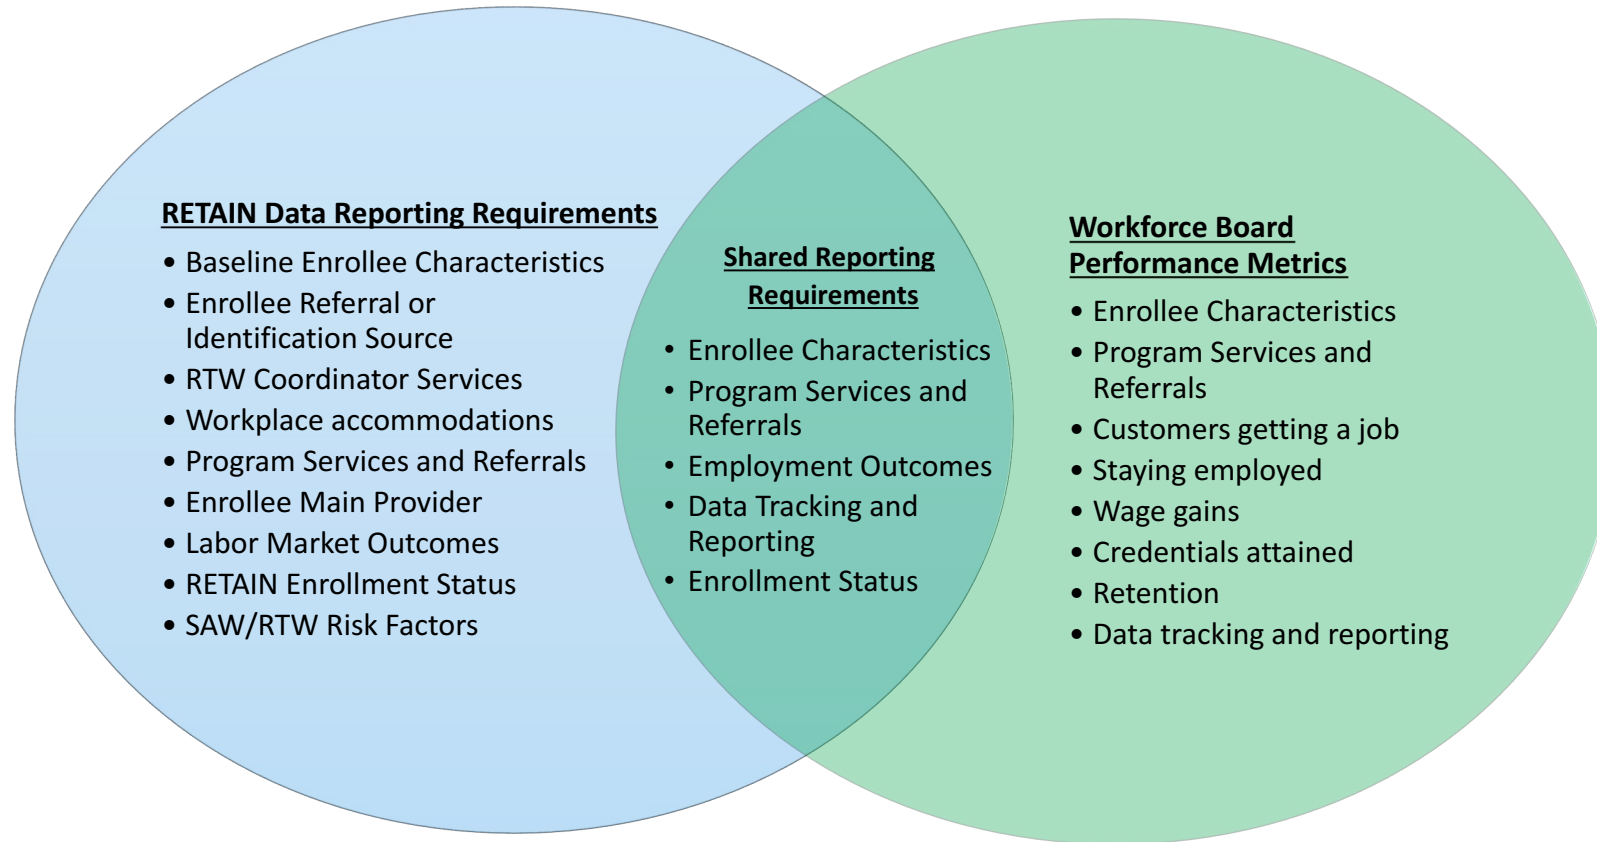 RETAIN Data Reporting Requirements
• Baseline Enrollee Characteristics
• Enrollee Referral or
Identification Source
• RTW Coordinator Services
• Workplace accommodations
• Program Services and Referrals
• Enrollee Main Provider
• Labor Market Outcomes
• RETAIN Enrollment Status
• SAW/RTW Risk Factors
Shared Reporting
Requirements
• Enrollee Characteristics
• Program Services and
Referrals
• Employment Outcomes
• Data Tracking and
Reporting
• Enrollment Status
Workforce Board
Performance Metrics
• Enrollee Characteristics
• Program Services and
Referrals
• Customers getting a job
• Staying employed
• Wage gains
• Credentials attained
• Retention
• Data tracking and reporting